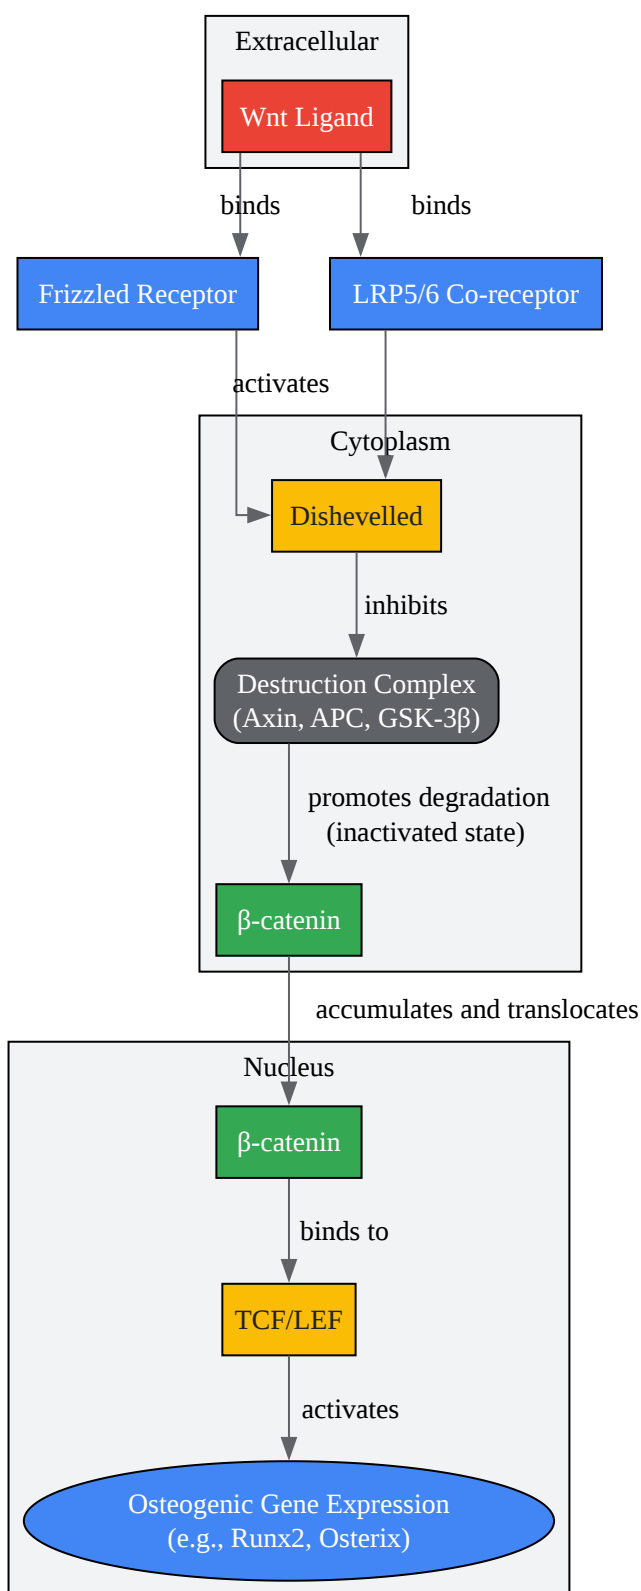 Extracellular
Wnt Ligand
binds
binds
Frizzled Receptor
LRP5/6 Co-receptor
activates
Cytoplasm
Dishevelled
inhibits
Destruction Complex
(Axin, APC, GSK-3β)
promotes degradation
(inactivated state)
β-catenin
accumulates and translocates
Nucleus
β-catenin
binds to
TCF/LEF
activates
Osteogenic Gene Expression
(e.g., Runx2, Osterix)